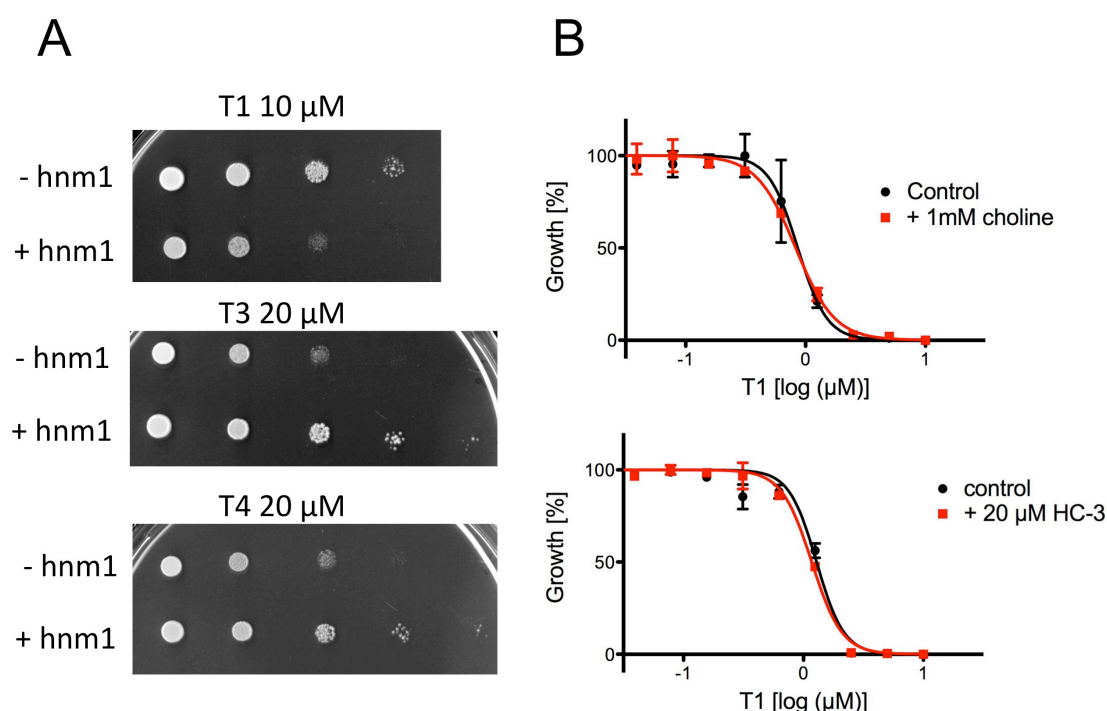 A
T1 10 µM
- hnm1
+ hnm1
T3 20 µM
- hnm1
+ hnm1
T4 20 µM
- hnm1
+ hnm1
B
Growth [%]
100
50
0
-1 0 1
T1 [log (µM)]
Control
+ 1mM choline
Growth [%]
100
50
0
-1 0 1
T1 [log (µM)]
control
+ 20 µM HC-3